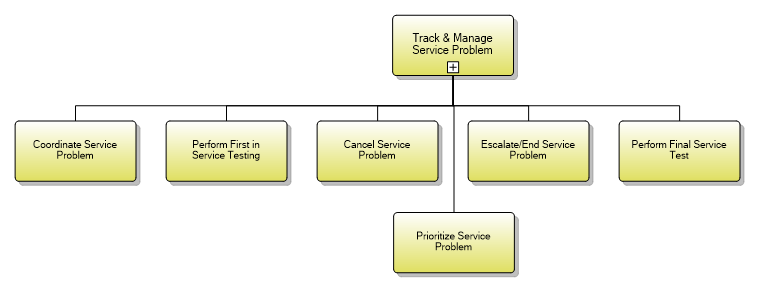 Track & Manage
Service Problem
Coordinate Service
Problem
Perform First in
Service Testing
Cancel Service
Problem
Escalate/End Service
Problem
Perform Final Service
Test
Prioritize Service
Problem